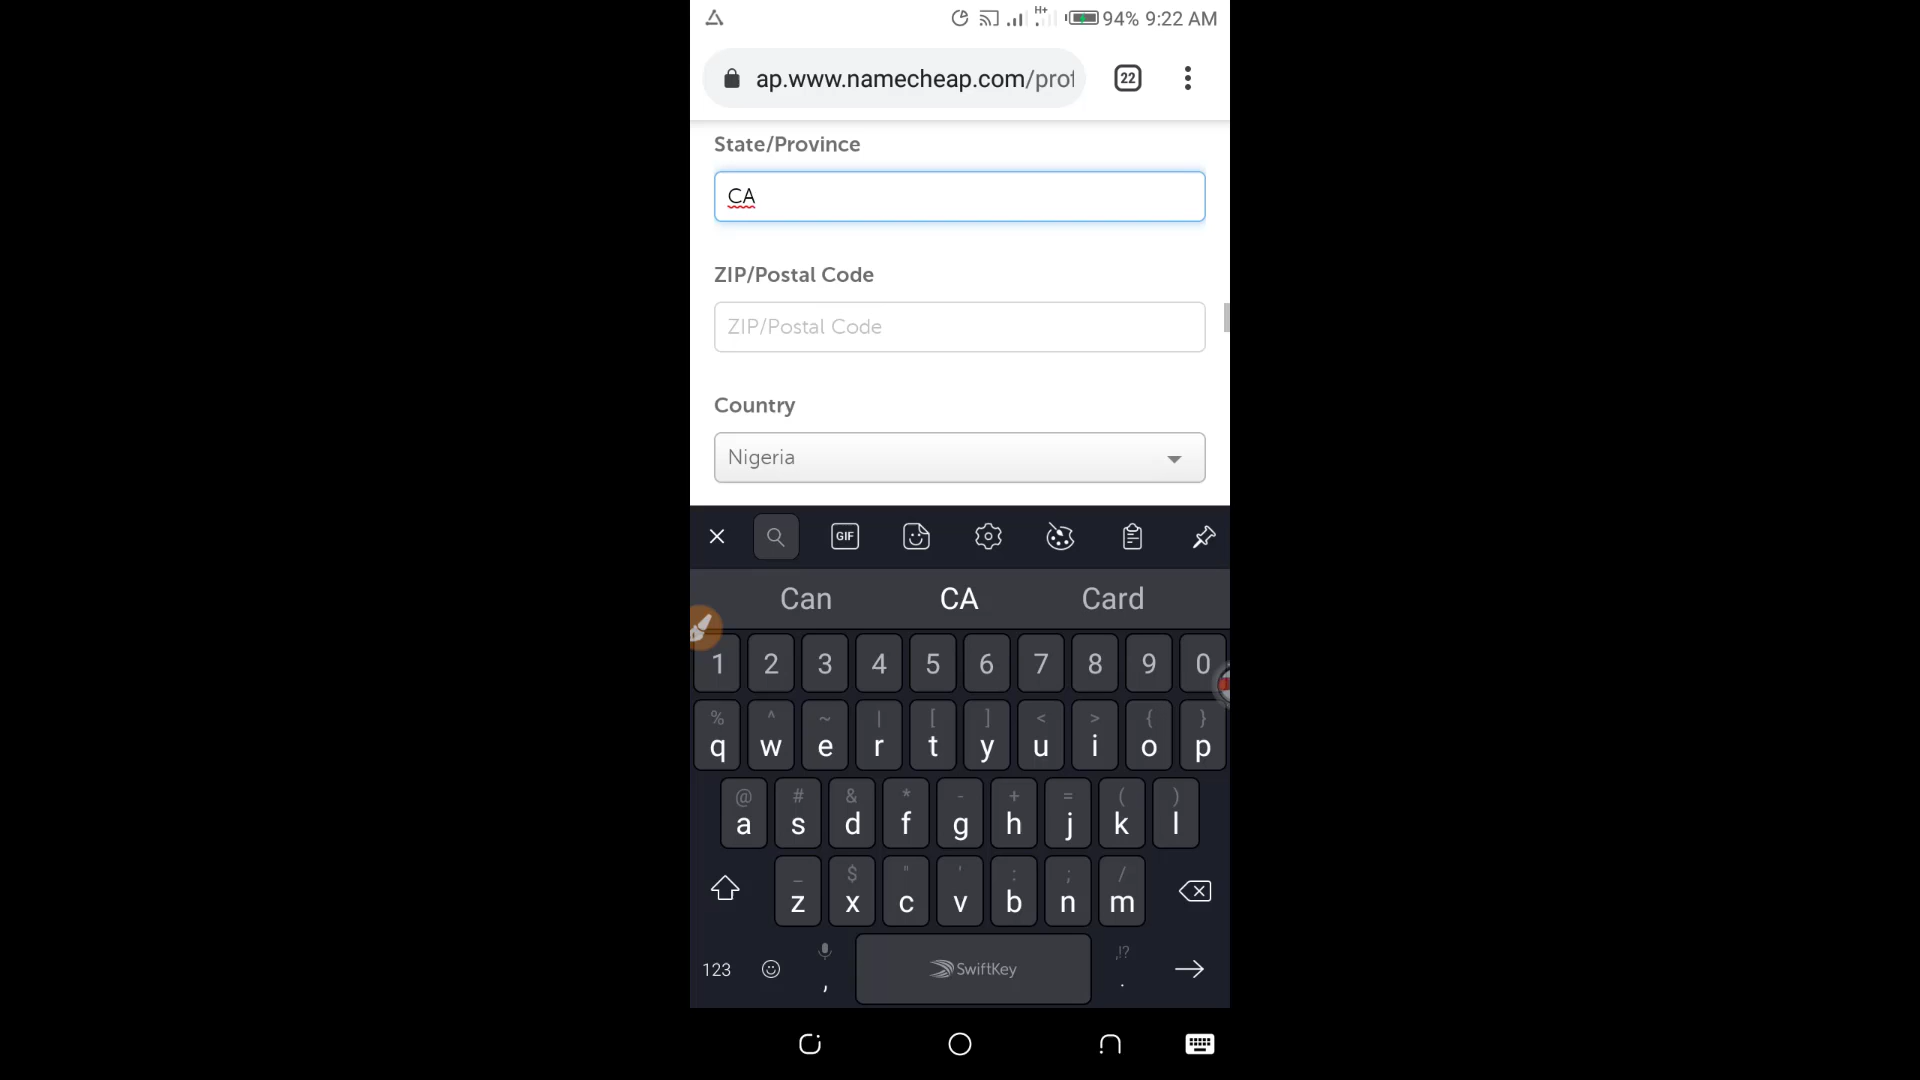 H+
94% 9:22 AM
ap.www.namecheap.com/prof
22
State/Province
CA
ZIP/Postal Code
ZIP/Postal Code
Country
Nigeria
GIF
Can CA Card
1 2 3 4 5 6 7 8 9 0
% ^ ~ | [ ] < > { }
q w e r t y u i o p
@ # & * - + = ( )
a s d f g h j k l
_ $ " ' : ; /
z x c v b n m
,!?
123 , SwiftKey .